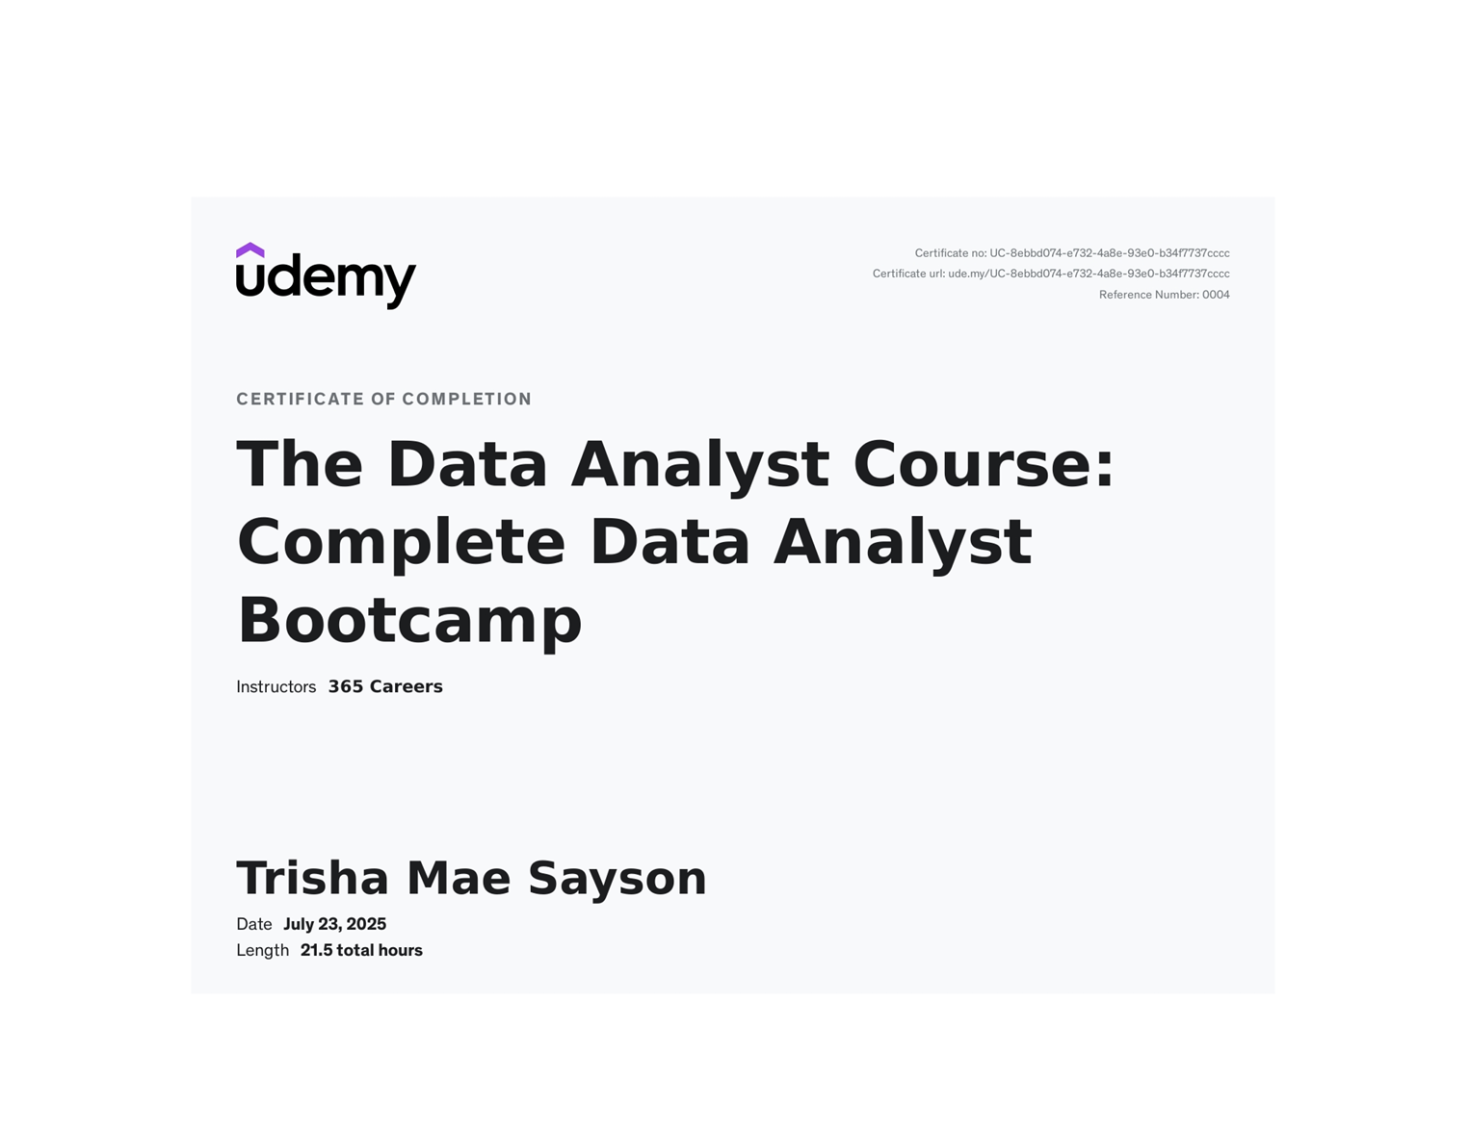 udemy
Certificate no: UC-8ebbd074-e732-4a8e-93e0-b34f7737cccc
Certificate url: ude.my/UC-8ebbd074-e732-4a8e-93e0-b34f7737cccc
Reference Number: 0004
CERTIFICATE OF COMPLETION
The Data Analyst Course:
Complete Data Analyst
Bootcamp
Instructors 365 Careers
Trisha Mae Sayson
Date July 23, 2025
Length 21.5 total hours